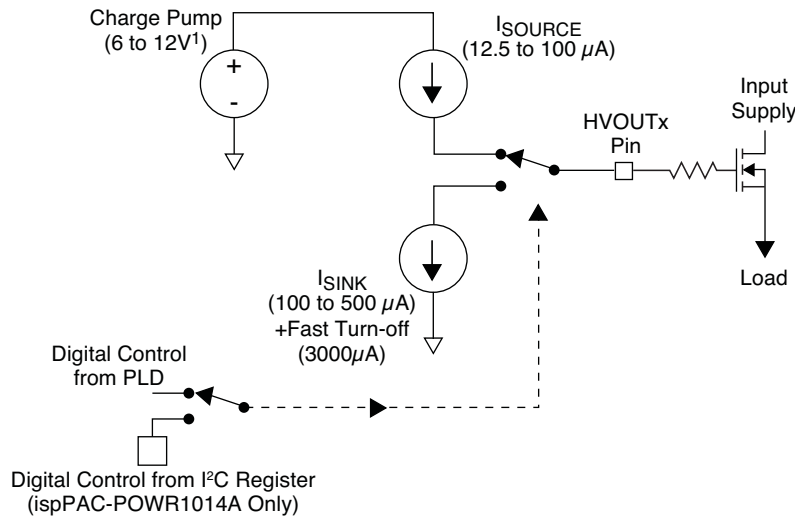 Charge Pump
(6 to 12V¹)
+
-
ISOURCE
(12.5 to 100 µA)
Input
Supply
HVOUTx
Pin
Load
ISINK
(100 to 500 µA)
+Fast Turn-off
(3000µA)
Digital Control
from PLD
Digital Control from I²C Register
(ispPAC-POWR1014A Only)